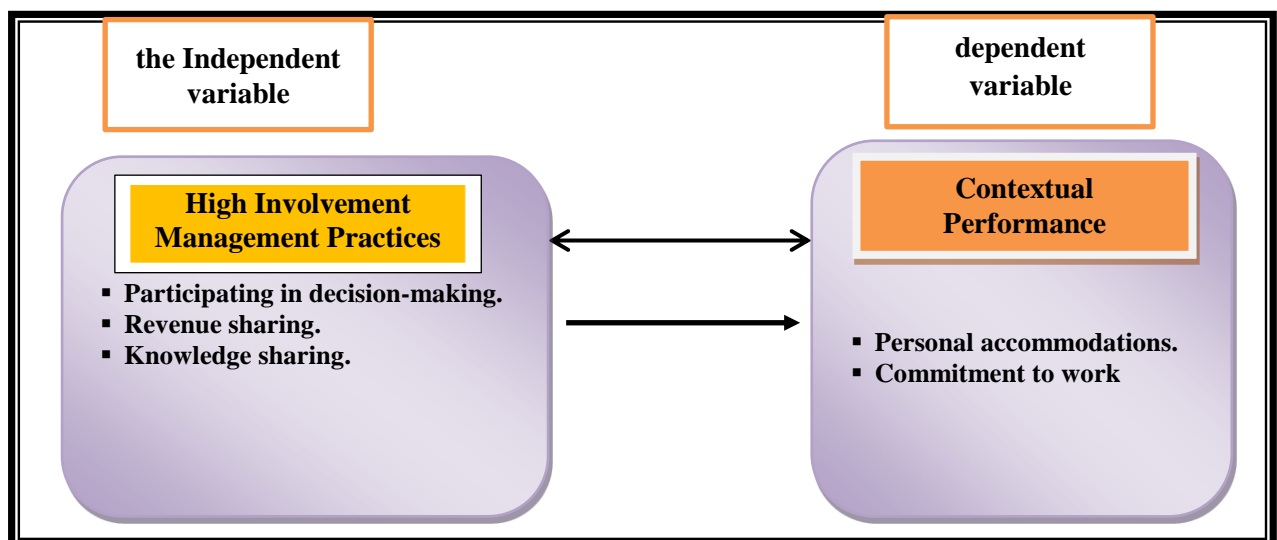 the Independent
variable
High Involvement
Management Practices
▪ Participating in decision-making.
▪ Revenue sharing.
▪ Knowledge sharing.
dependent
variable
Contextual
Performance
▪ Personal accommodations.
▪ Commitment to work